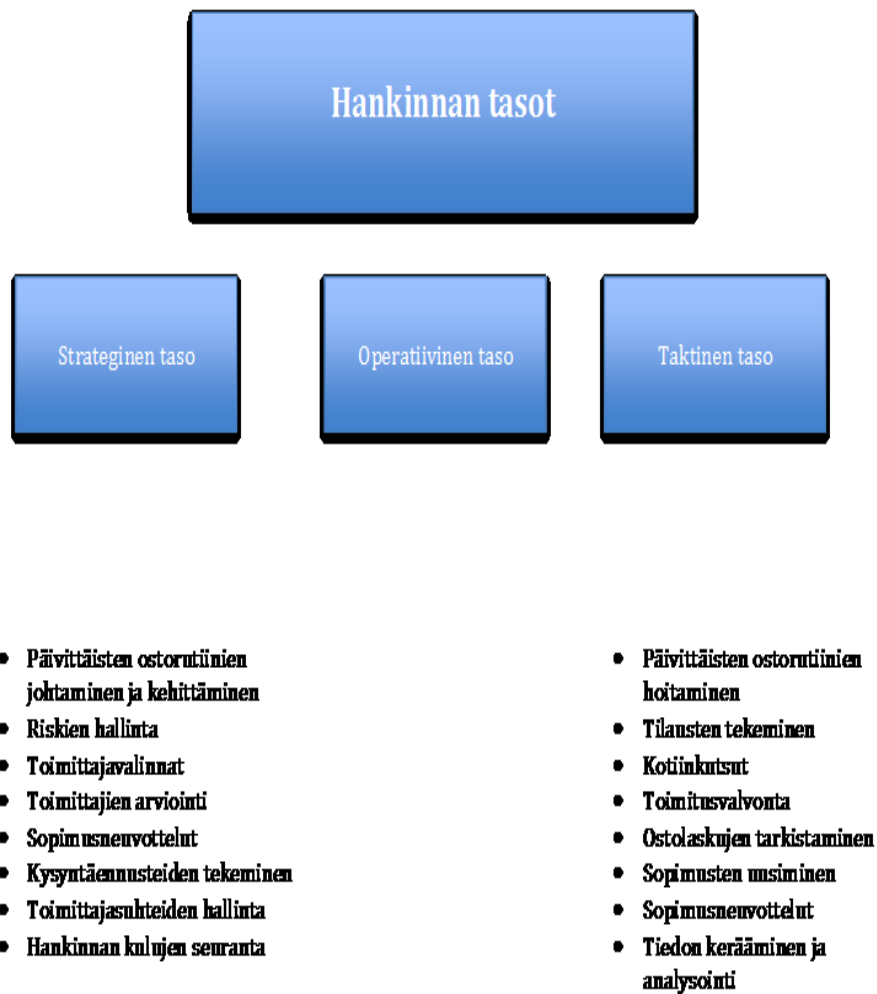 Hankinnan tasot
Strateginen taso
Operatiivinen taso
Taktinen taso
• Päivittäisten ostorutiinien
johtaminen ja kehittäminen
• Riskien hallinta
• Toimittajavalinnat
• Toimittajien arviointi
• Sopimusneuvottelut
• Kysyntäennusteiden tekeminen
• Toimittajasuhteiden hallinta
• Hankinnan kulujen seuranta
• Päivittäisten ostorutiinien
hoitaminen
• Tilausten tekeminen
• Kotiinkutsut
• Toimitusvalvonta
• Ostolaskujen tarkistaminen
• Sopimusten uusiminen
• Sopimusneuvottelut
• Tiedon kerääminen ja
analysointi